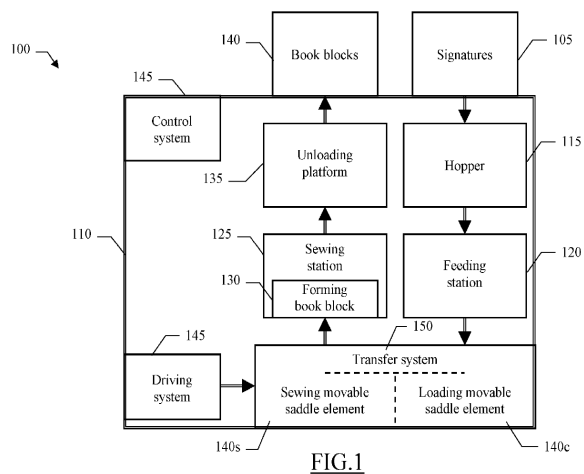 100
140
105
Book blocks
Signatures
145
Control
system
135
Unloading
platform
Hopper
115
110
125
Sewing
station
130
Forming
book block
Feeding
station
120
145
150
Driving
system
Transfer system
Sewing movable
saddle element
Loading movable
saddle element
140s
140c
FIG.1